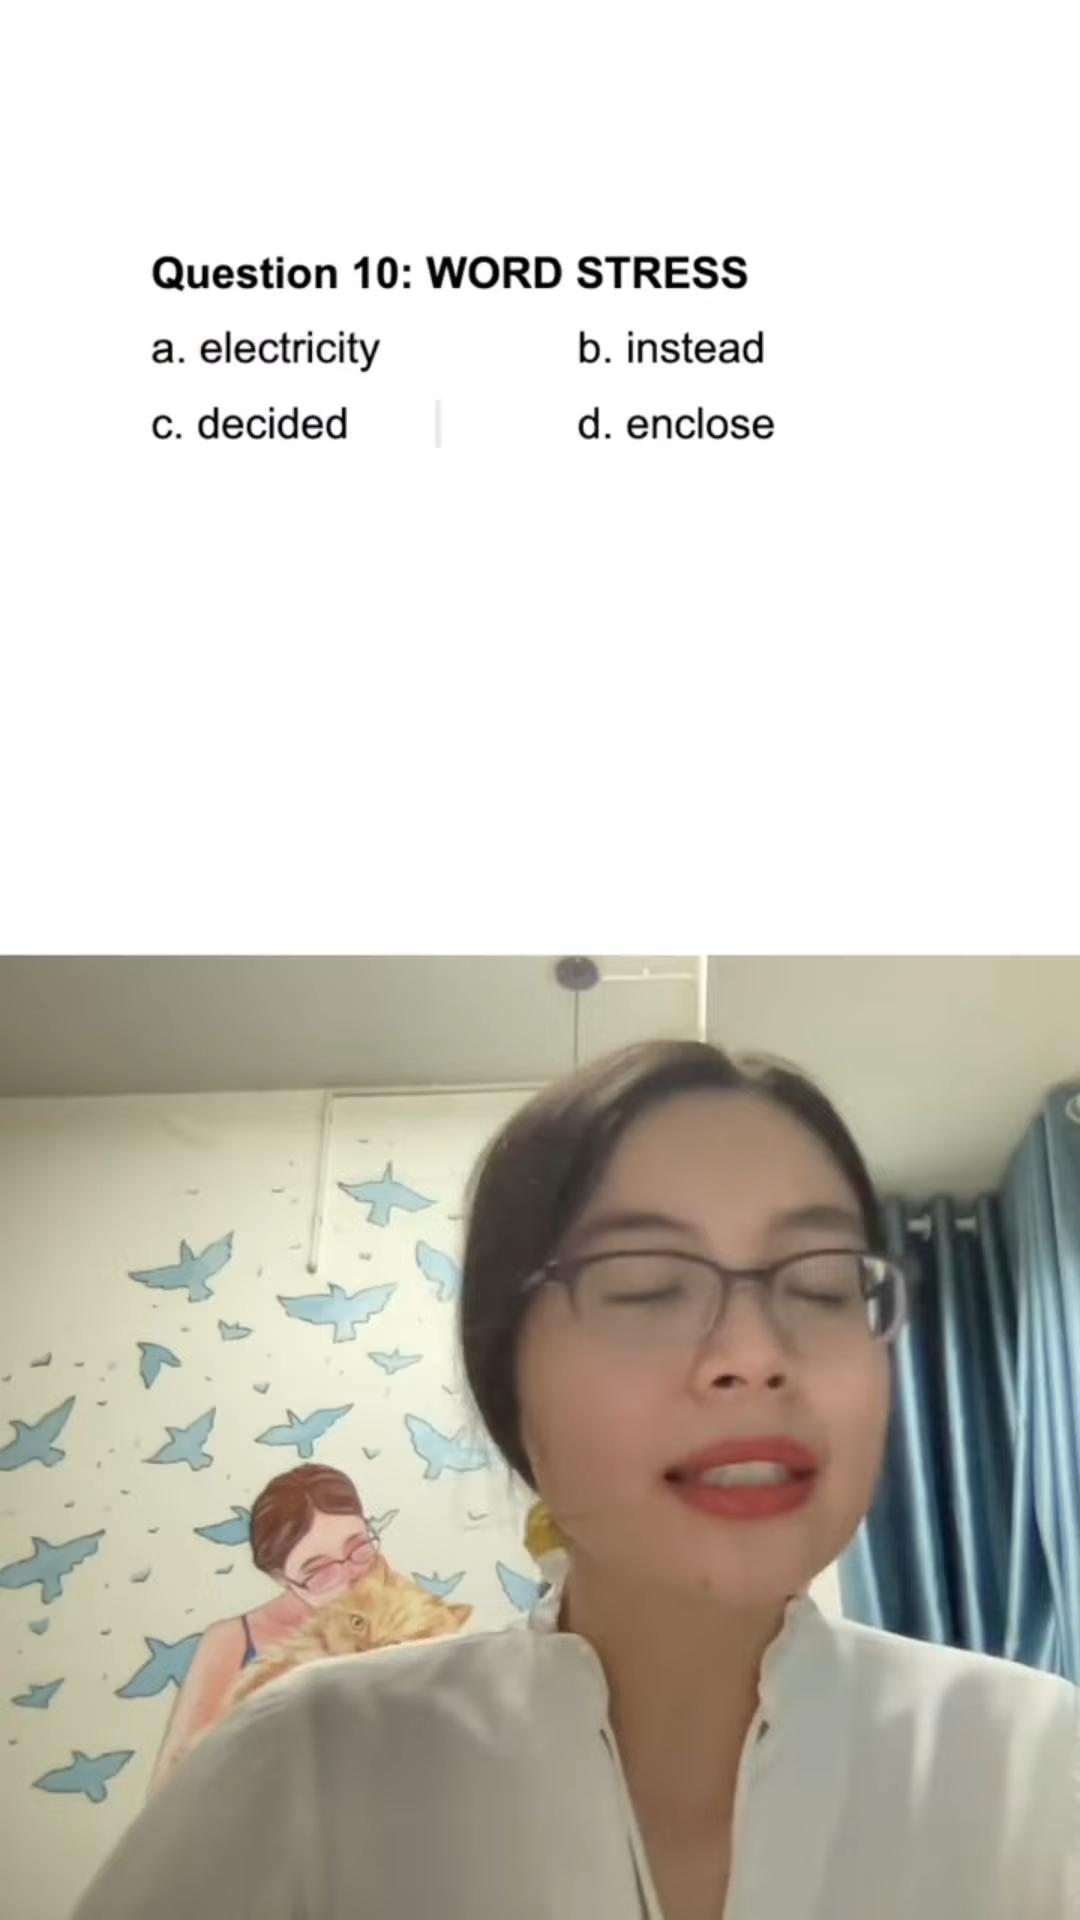 Question 10: WORD STRESS
a. electricity b. instead
c. decided d. enclose